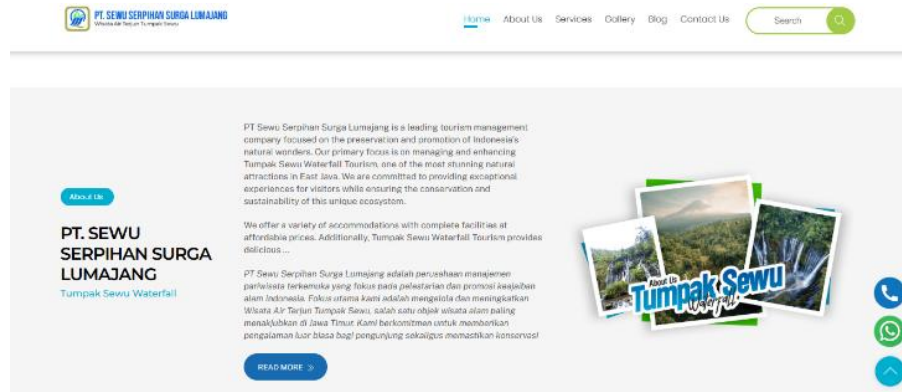 PT. SEWU SERPIHAN SURGA LUMAJANG
Wisata Air Terjun Tumpak Sewu
Home About Us Services Gallery Blog Contact Us Search
About Us
PT. SEWU
SERPIHAN SURGA
LUMAJANG
Tumpak Sewu Waterfall
PT Sewu Serpihan Surga Lumajang is a leading tourism management
company focused on the preservation and promotion of Indonesia's
natural wonders. Our primary focus is on managing and enhancing
Tumpak Sewu Waterfall Tourism, one of the most stunning natural
attractions in East Java. We are committed to providing exceptional
experiences for visitors while ensuring the conservation and
sustainability of this unique ecosystem.
We offer a variety of accommodations with complete facilities at
affordable prices. Additionally, Tumpak Sewu Waterfall Tourism provides
delicious ...
PT Sewu Serpihan Surga Lumajang adalah perusahaan manajemen
pariwisata terkemuka yang fokus pada pelestarian dan promosi keajaiban
alam Indonesia. Fokus utama kami adalah mengelola dan meningkatkan
Wisata Air Terjun Tumpak Sewu, salah satu objek wisata alam paling
menakjubkan di Jawa Timur. Kami berkomitmen untuk memberikan
pengalaman luar biasa bagi pengunjung sekaligus memastikan konservasi
READ MORE »
About Us
Tumpak Sewu
Waterfall.